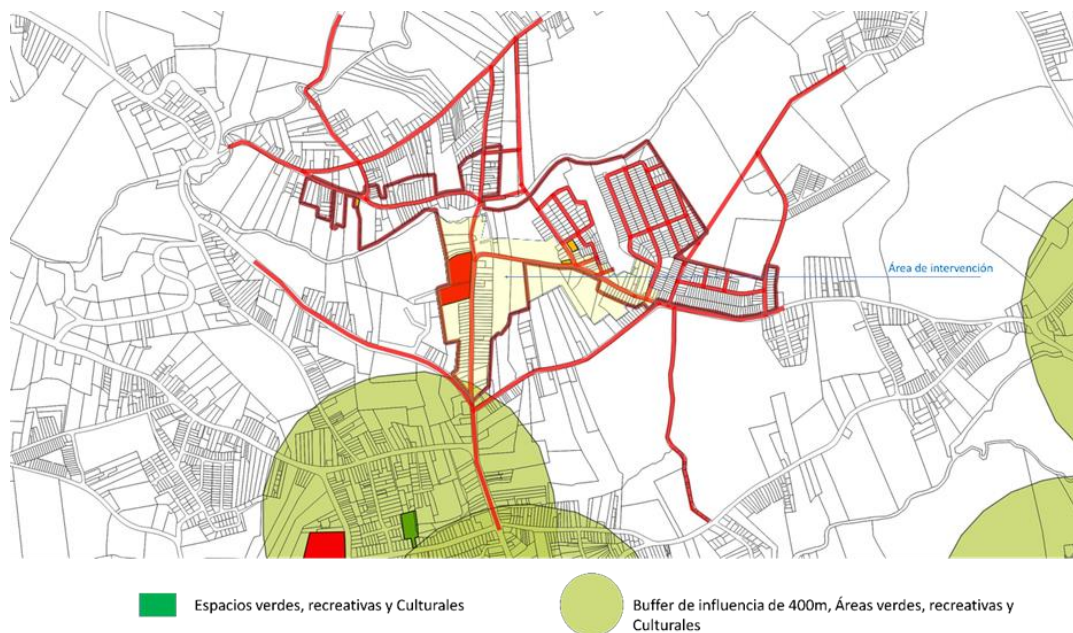 Área de intervención
Espacios verdes, recreativas y Culturales
Buffer de influencia de 400m, Áreas verdes, recreativas y
Culturales